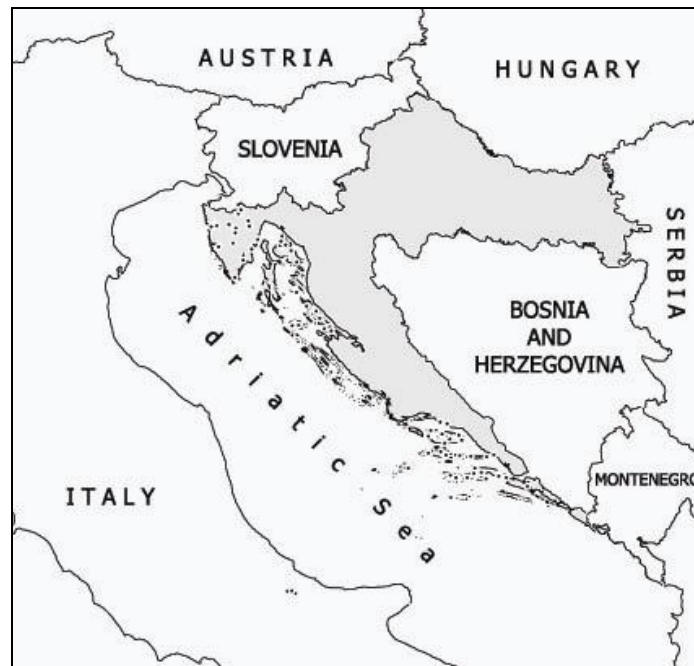 AUSTRIA
HUNGARY
SLOVENIA
SERBIA
BOSNIA
AND
HERZEGOVINA
Adriatic Sea
ITALY
MONTENEGRO